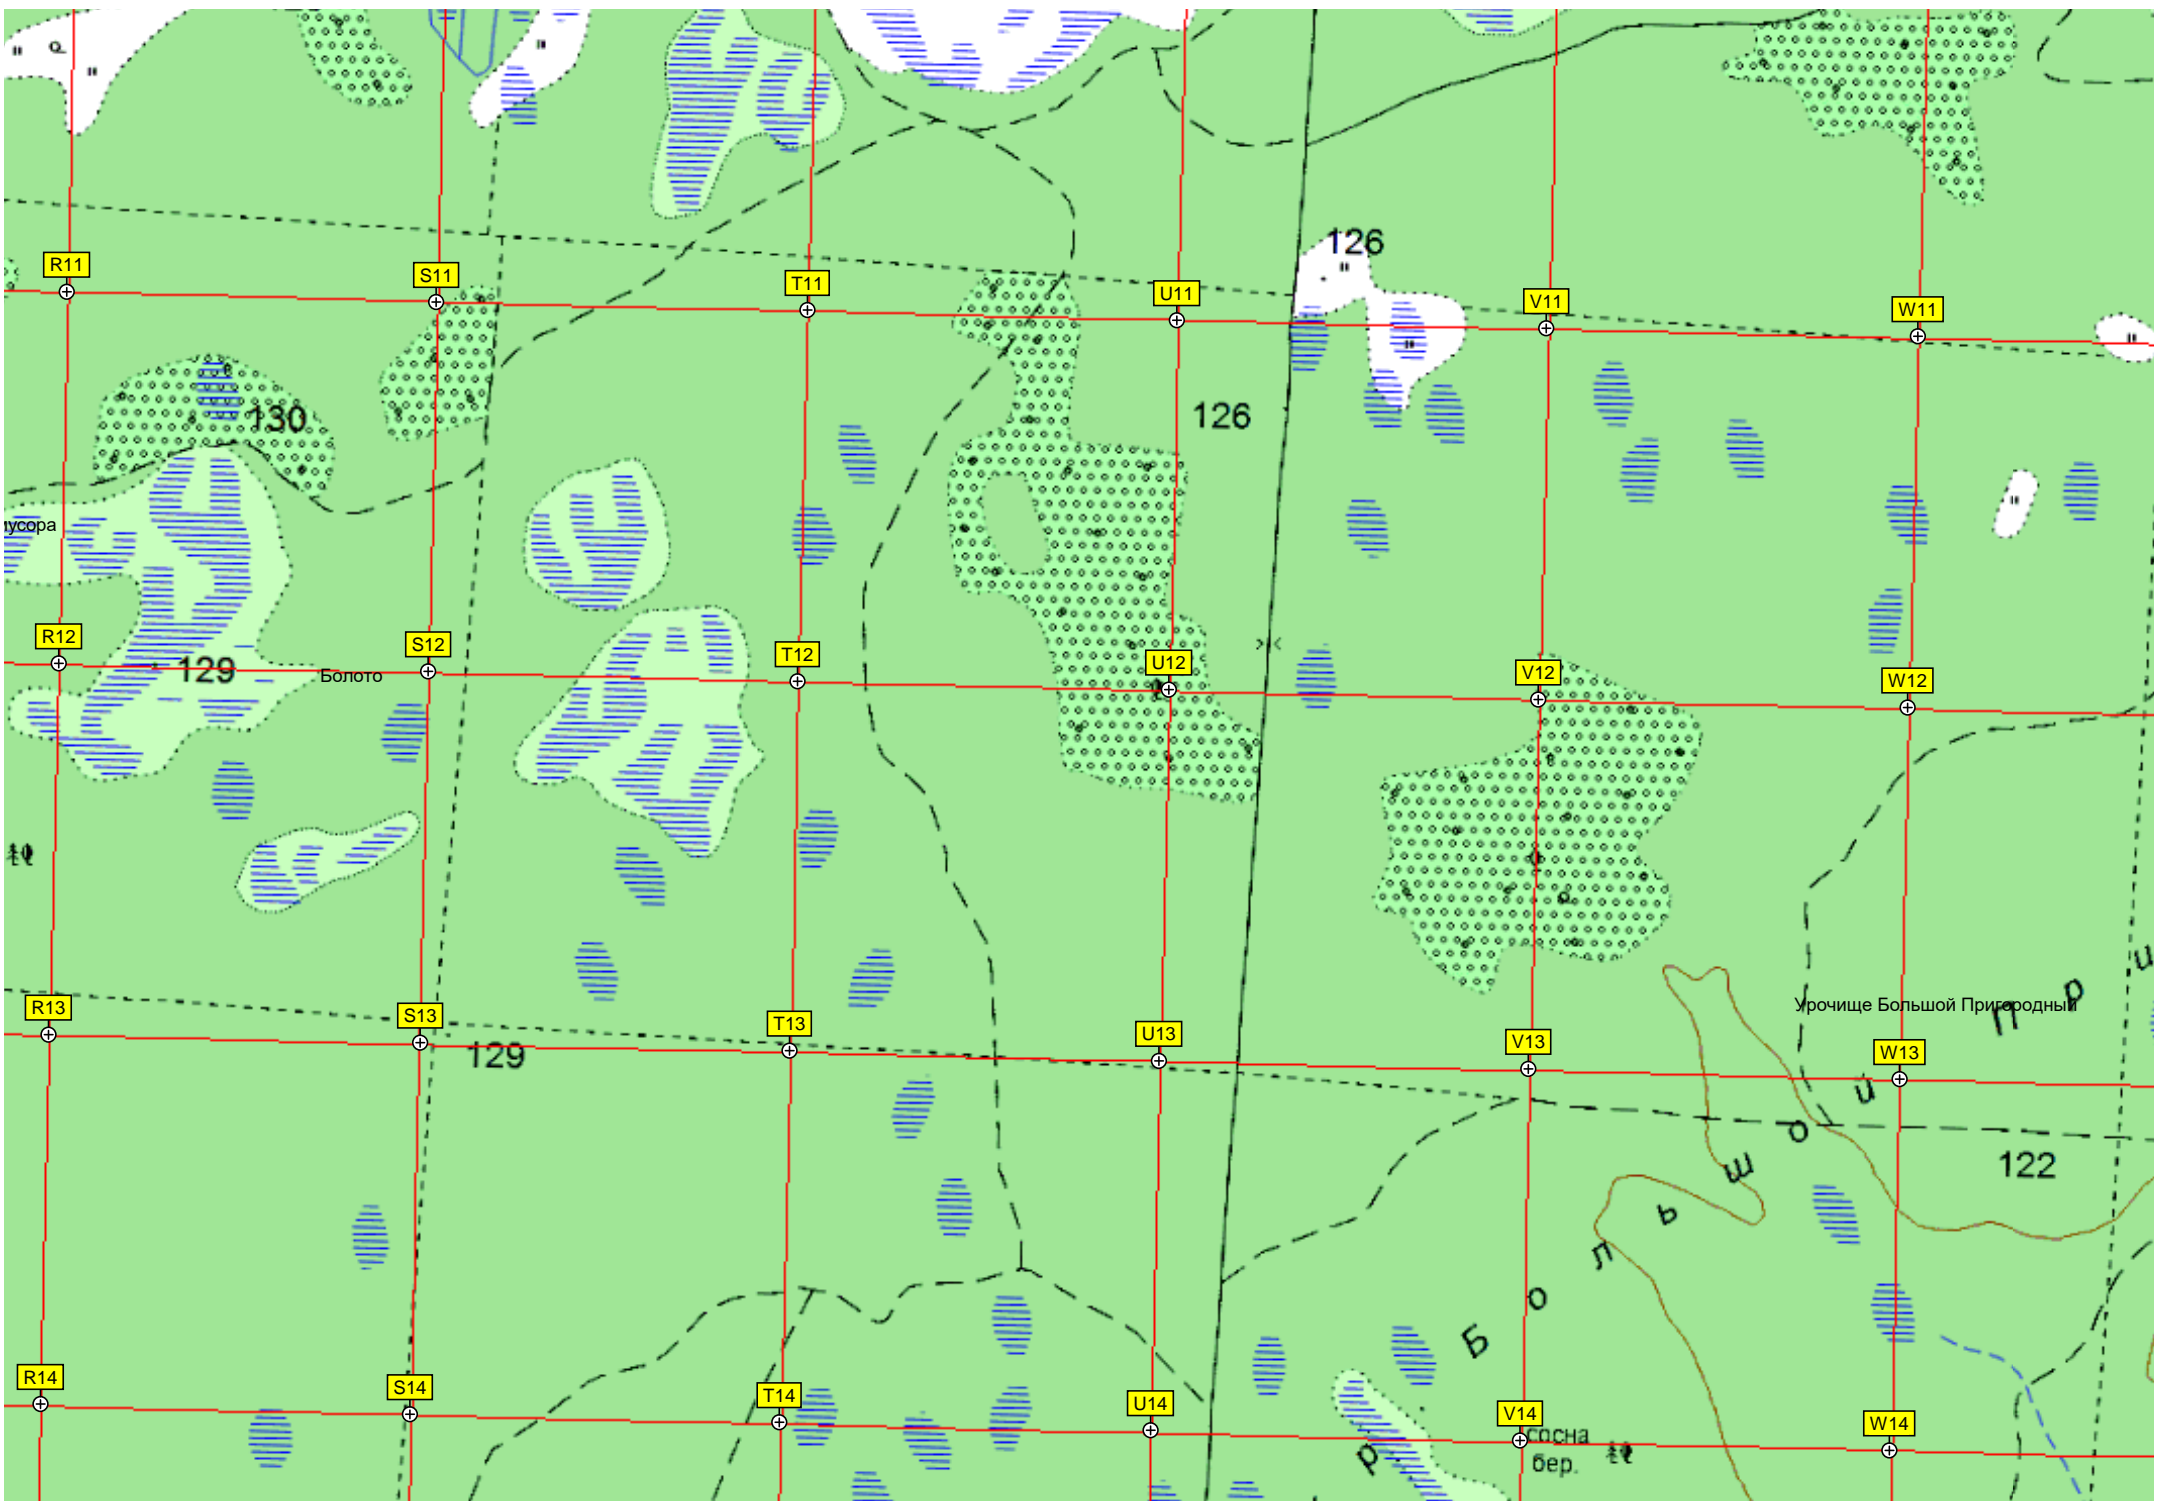 126
R11
S11
T11
U11
V11
W11
130
126
мусора
R12
S12
T12
U12
V12
W12
129
Болото
R13
S13
T13
U13
V13
W13
Урочище Большой Пригородный
129
122
Б о л ь ш о й П р и
R14
S14
T14
U14
V14
W14
сосна
бер.
р